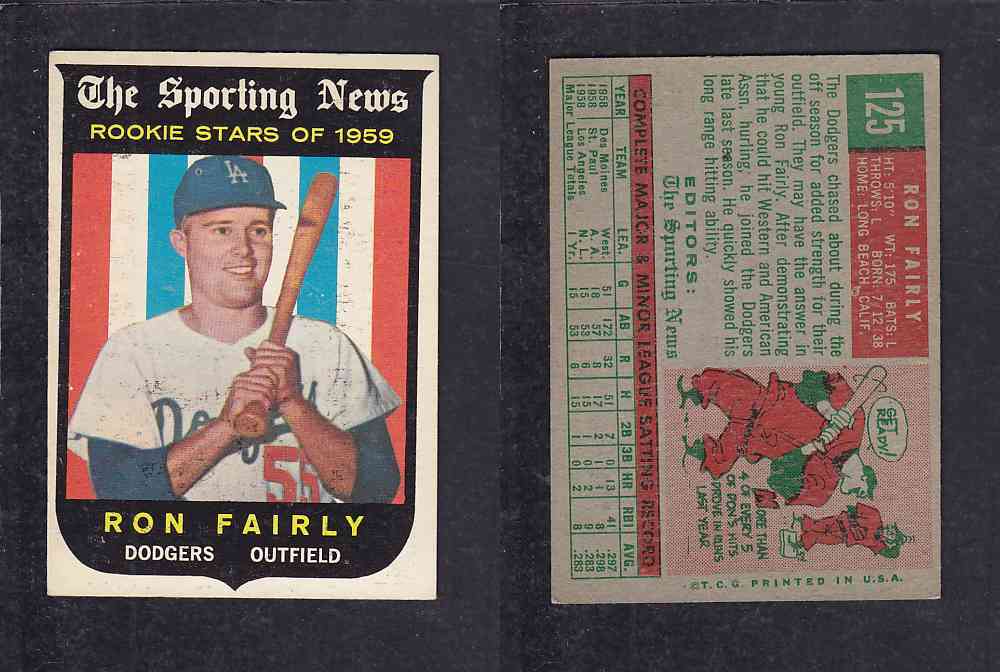 The Sporting News
ROOKIE STARS OF 1959
LA
Dodgers
55
RON FAIRLY
DODGERS OUTFIELD
125
RON FAIRLY
HT: 5'10" WT: 175 BATS: L
THROWS: L BORN: 7/12/38
HOME: LONG BEACH, CALIF.
The Dodgers chased about during the
off season for added strength for their
outfield. They may have the answer in
young Ron Fairly. After demonstrating
that he could hit Western and American
Assn. hurling, he joined the Dodgers
late last season. He quickly showed his
long range hitting ability.
EDITORS:
The Sporting News
GET
READY!
MORE THAN
4 OF EVERY 5
OF RON'S HITS
DROVE IN RUNS
LAST YEAR
COMPLETE MAJOR & MINOR LEAGUE BATTING RECORD
YEAR TEAM LEA. G AB R H 2B 3B HR RBI AVG.
1958 Des Moines West. 51 172 32 51 7 0 13 41 .297
1958 St. Paul A.A. 18 57 8 17 2 1 2 9 .298
1958 Los Angeles N.L. 15 53 6 15 1 0 2 8 .283
Major League Totals 1 Yr. 15 53 6 15 1 0 2 8 .283
©T.C.G. PRINTED IN U.S.A.